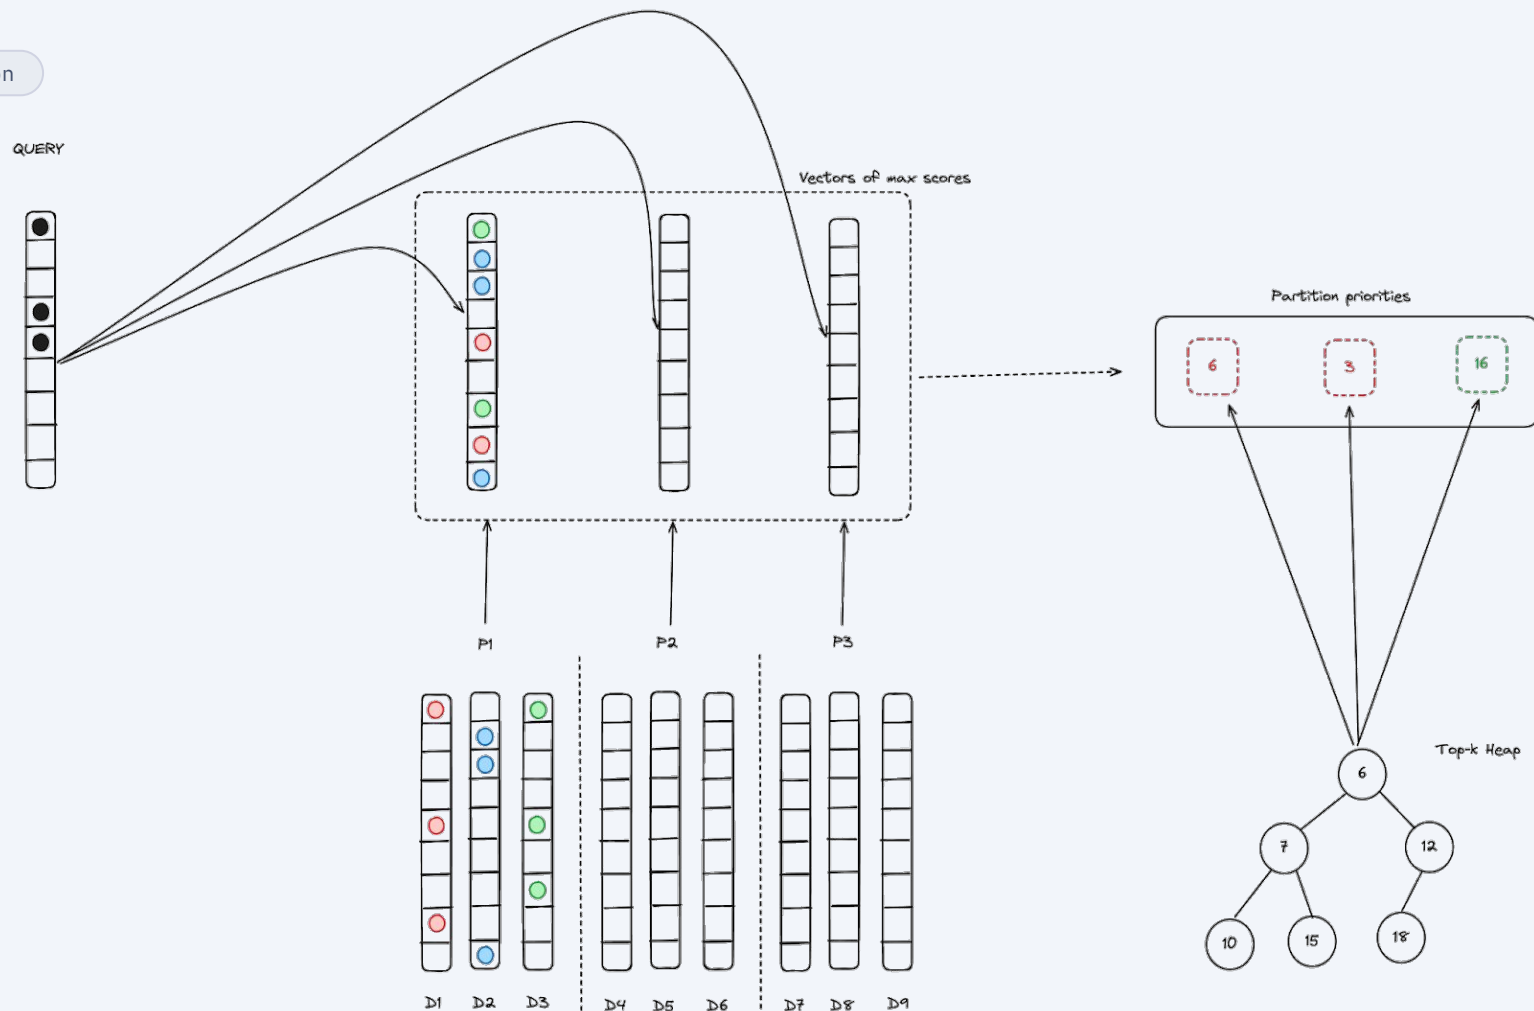 on
QUERY
Vectors of max scores
Partition priorities
6 3 16
P1 P2 P3
Top-k Heap
6
7 12
10 15 18
D1 D2 D3 D4 D5 D6 D7 D8 D9